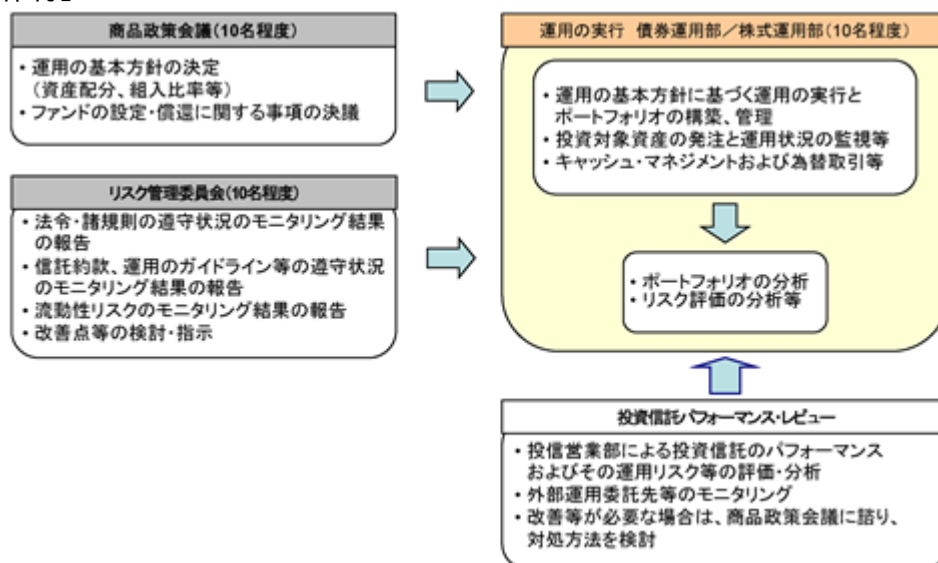 商品政策会議(10名程度)
・運用の基本方針の決定
(資産配分、組入比率等)
・ファンドの設定・償還に関する事項の決議
リスク管理委員会(10名程度)
・法令・諸規則の遵守状況のモニタリング結果
の報告
・信託約款、運用のガイドライン等の遵守状況
のモニタリング結果の報告
・流動性リスクのモニタリング結果の報告
・改善点等の検討・指示
運用の実行 債券運用部/株式運用部(10名程度)
・運用の基本方針に基づく運用の実行と
ポートフォリオの構築、管理
・投資対象資産の発注と運用状況の監視等
・キャッシュ・マネジメントおよび為替取引等
・ポートフォリオの分析
・リスク評価の分析等
投資信託パフォーマンス・レビュー
・投信営業部による投資信託のパフォーマンス
およびその運用リスク等の評価・分析
・外部運用委託先等のモニタリング
・改善等が必要な場合は、商品政策会議に諮り、
対処方法を検討